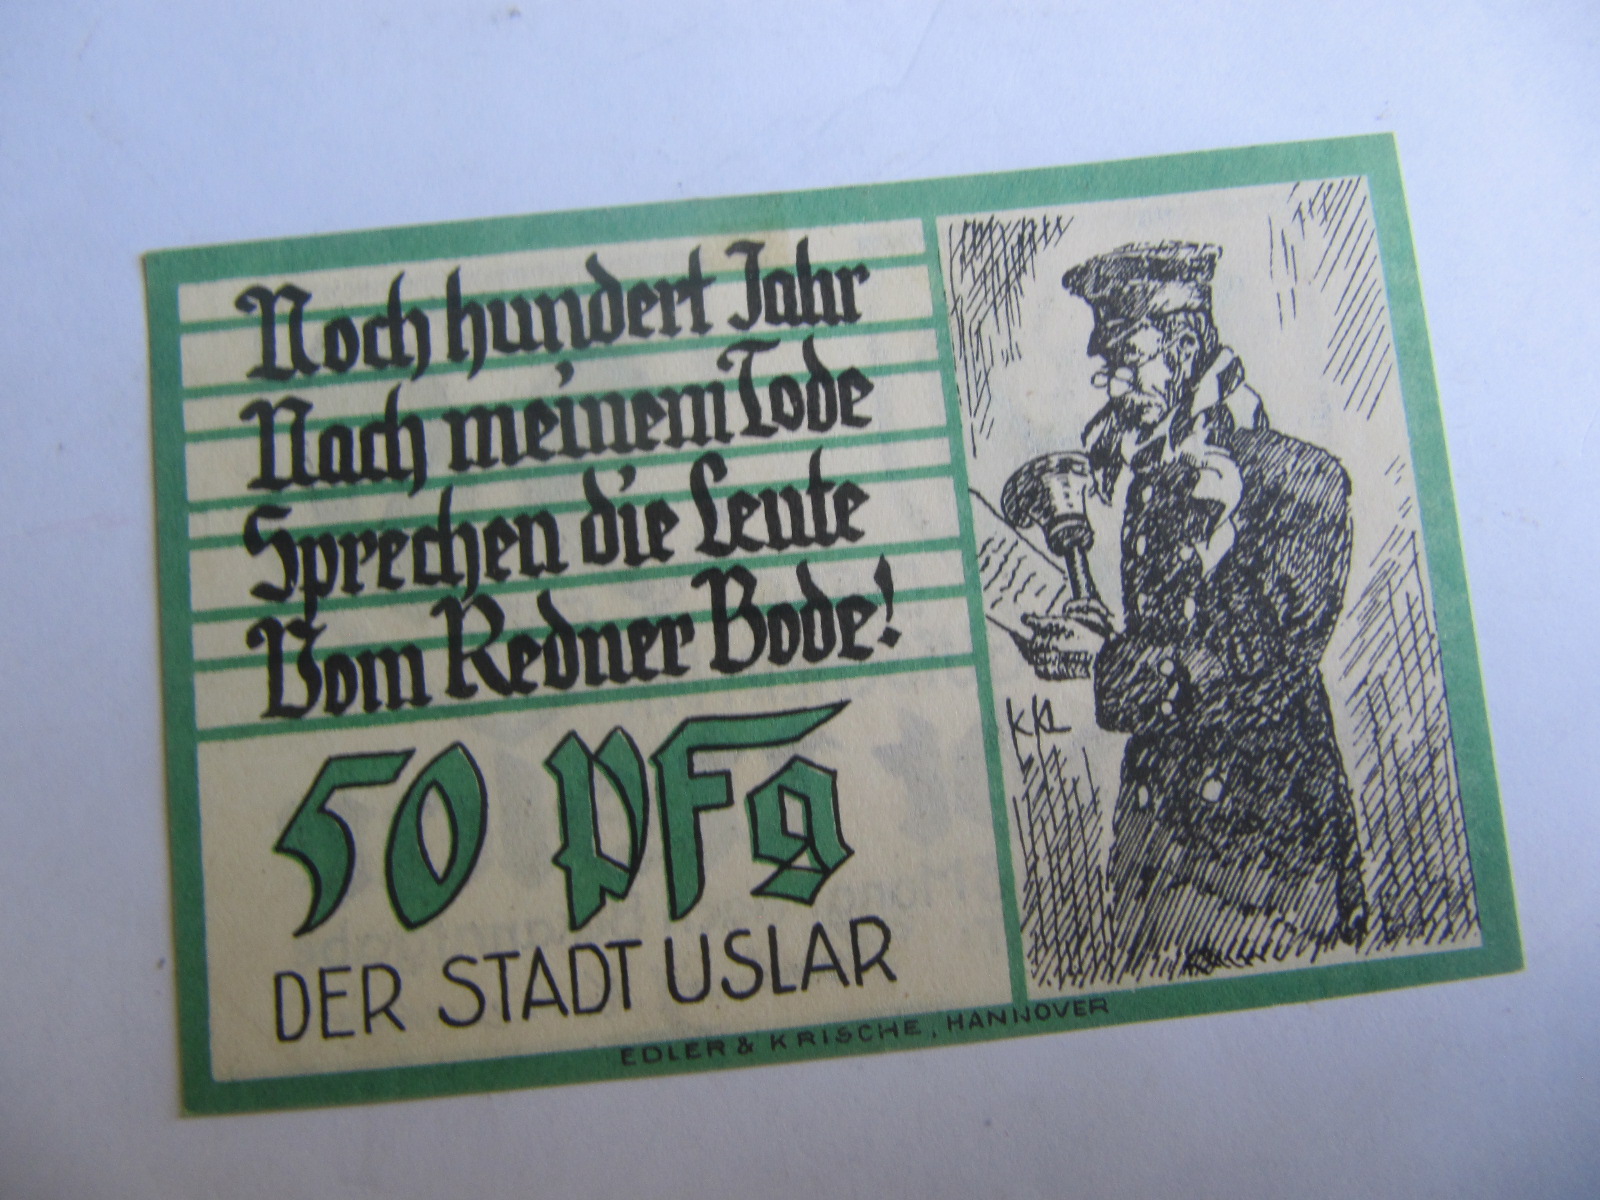 Noch hundert Jahr
Nach meinem Tode
Sprechen die Leute
Vom Redner Bode!
50 PFg
DER STADT USLAR
KK
EDLER & KRISCHE, HANNOVER